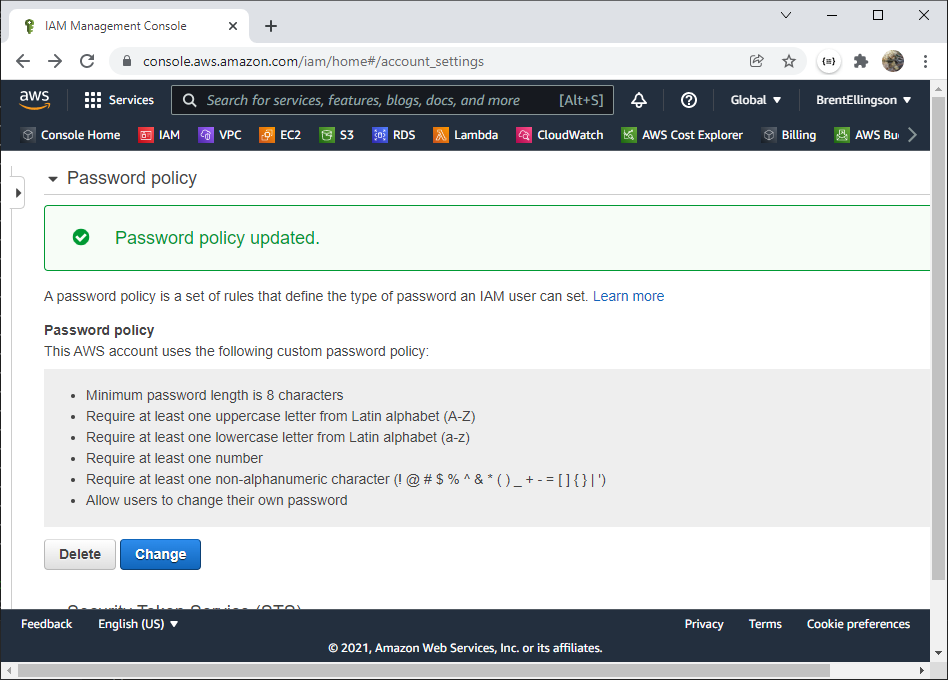 IAM Management Console
console.aws.amazon.com/iam/home#/account_settings
aws Services Search for services, features, blogs, docs, and more [Alt+S] Global BrentEllingson
Console Home IAM VPC EC2 S3 RDS Lambda CloudWatch AWS Cost Explorer Billing AWS Bu
Password policy
Password policy updated.
A password policy is a set of rules that define the type of password an IAM user can set. Learn more
Password policy
This AWS account uses the following custom password policy:
• Minimum password length is 8 characters
• Require at least one uppercase letter from Latin alphabet (A-Z)
• Require at least one lowercase letter from Latin alphabet (a-z)
• Require at least one number
• Require at least one non-alphanumeric character (! @ # $ % ^ & * ( ) _ + - = [ ] { } | ')
• Allow users to change their own password
Delete Change
Security Token Service (STS)
Feedback English (US) Privacy Terms Cookie preferences
© 2021, Amazon Web Services, Inc. or its affiliates.